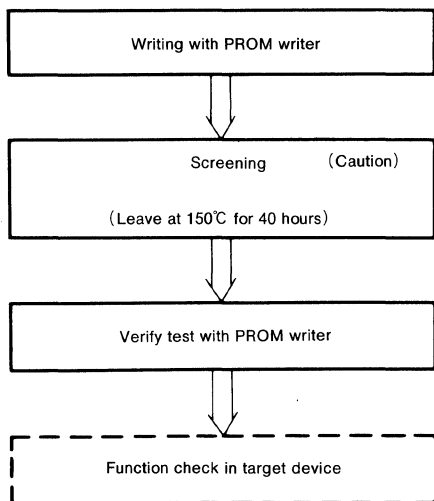 Writing with PROM writer
Screening (Caution)
(Leave at 150℃ for 40 hours)
Verify test with PROM writer
Function check in target device